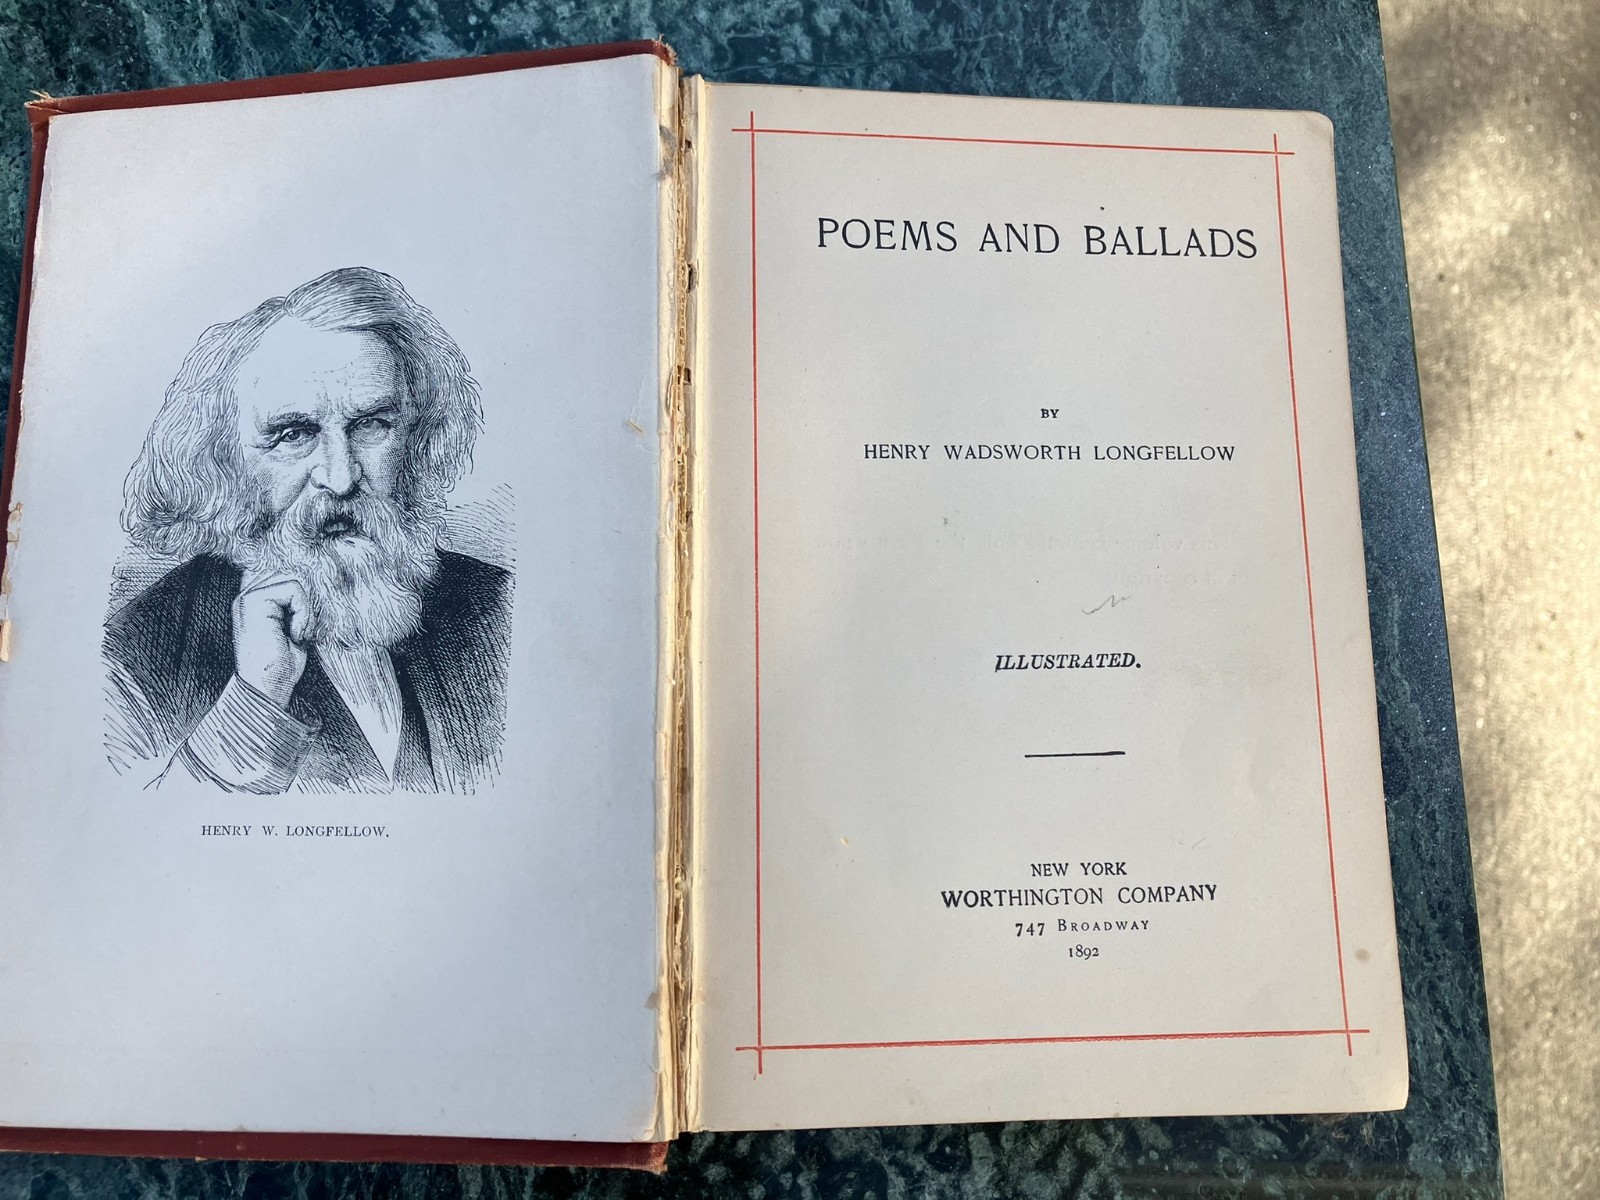 HENRY W. LONGFELLOW.
POEMS AND BALLADS
BY
HENRY WADSWORTH LONGFELLOW
ILLUSTRATED.
NEW YORK
WORTHINGTON COMPANY
747 BROADWAY
1892